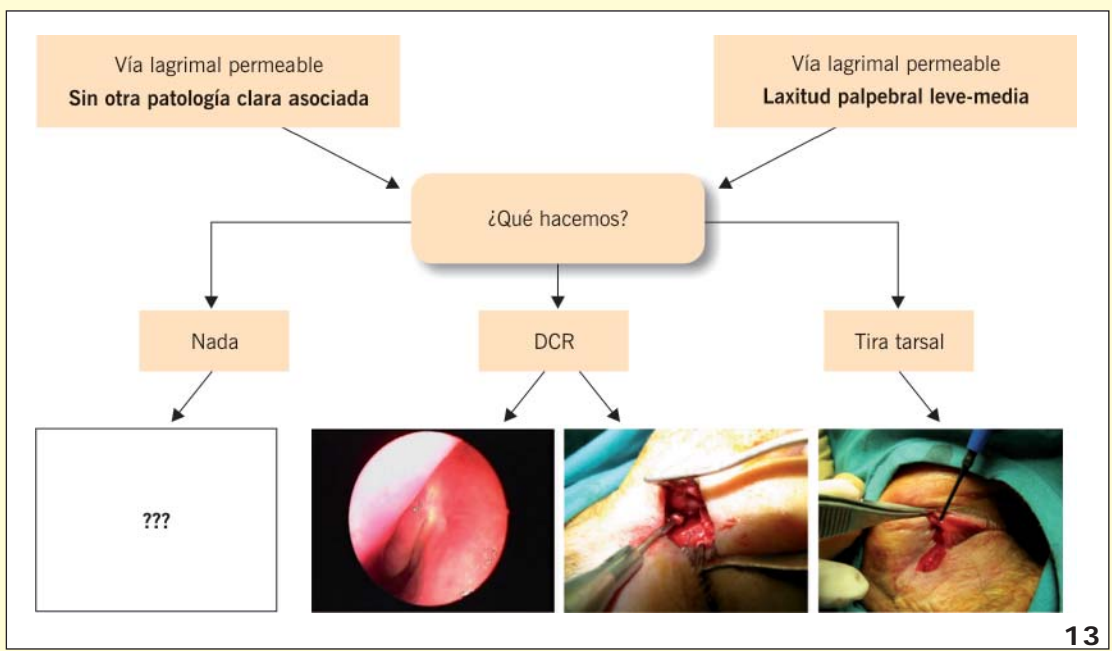 Vía lagrimal permeable
Sin otra patología clara asociada
Vía lagrimal permeable
Laxitud palpebral leve-media
¿Qué hacemos?
Nada
DCR
Tira tarsal
???
13